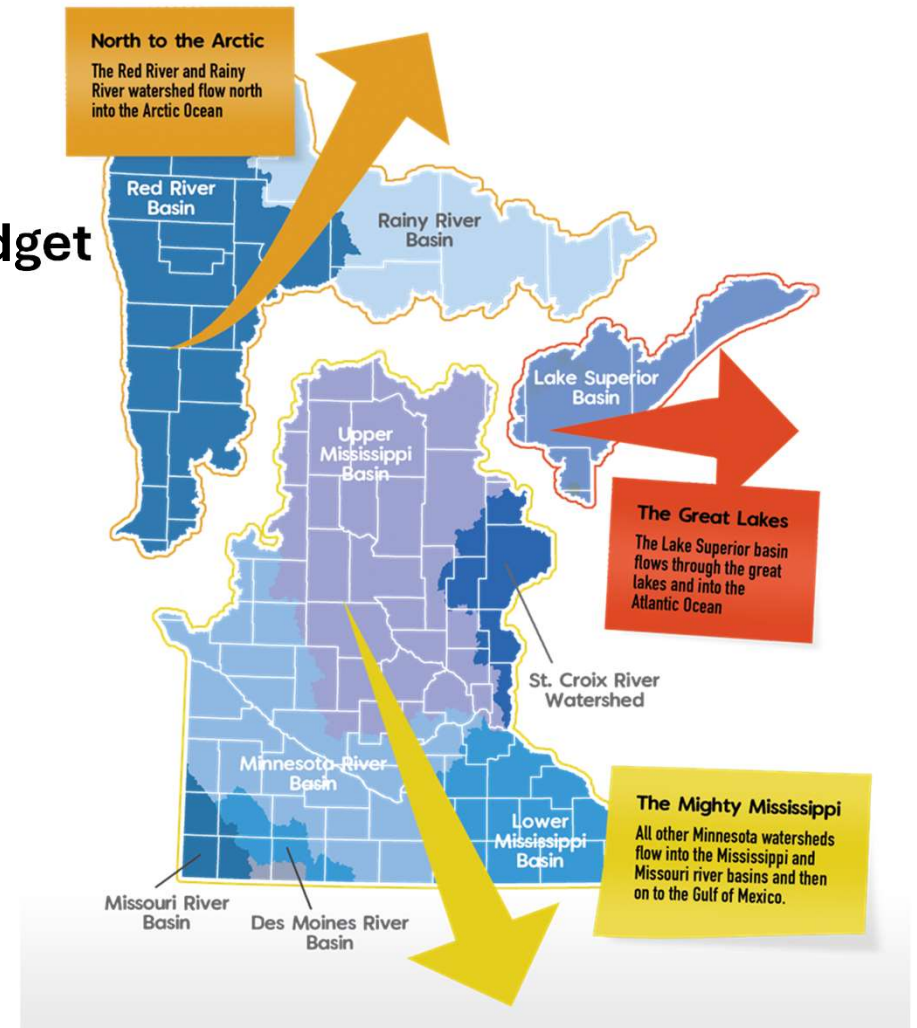 North to the Arctic
The Red River and Rainy
River watershed flow north
into the Arctic Ocean
Red River
Basin
Rainy River
Basin
dget
Lake Superior
Basin
Upper
Mississippi
Basin
The Great Lakes
The Lake Superior basin
flows through the great
lakes and into the
Atlantic Ocean
St. Croix River
Watershed
Minnesota River
Basin
Lower
Mississippi
Basin
The Mighty Mississippi
All other Minnesota watersheds
flow into the Mississippi and
Missouri river basins and then
on to the Gulf of Mexico.
Missouri River
Basin
Des Moines River
Basin